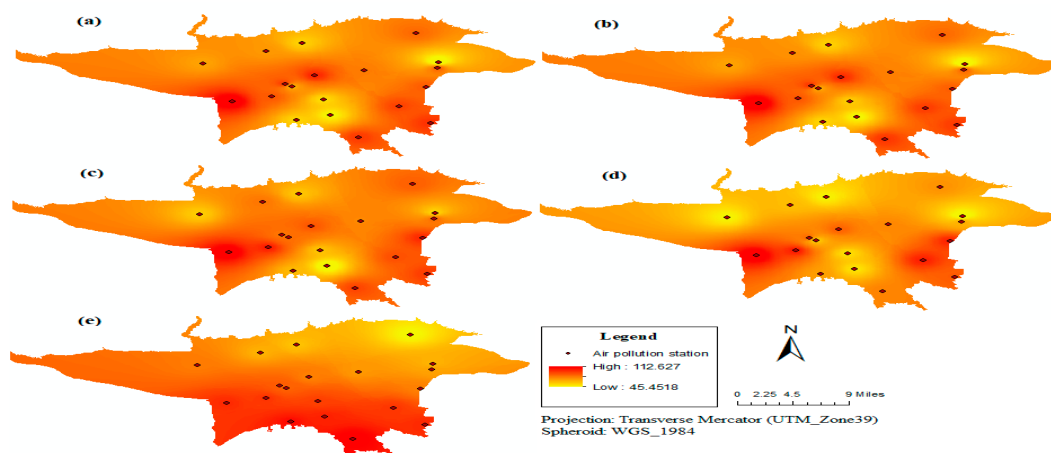 (a)
(b)
(c)
(d)
(e)
Legend
Air pollution station
High : 112.627
Low : 45.4518
N
0 2.25 4.5 9 Miles
Projection: Transverse Mercator (UTM_Zone39)
Spheroid: WGS_1984